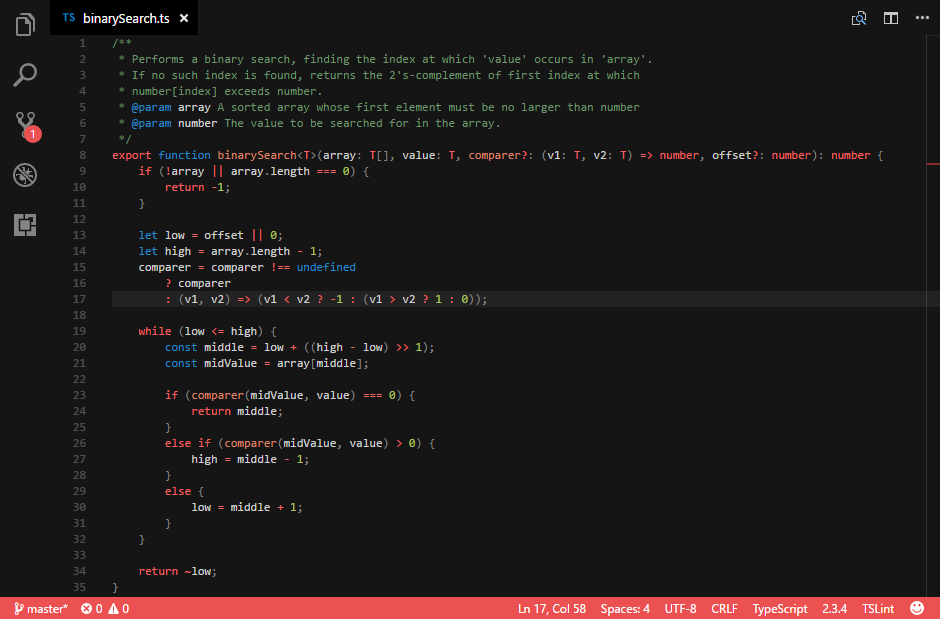 TS binarySearch.ts ×
1 /**
2 * Performs a binary search, finding the index at which 'value' occurs in 'array'.
3 * If no such index is found, returns the 2's-complement of first index at which
4 * number[index] exceeds number.
5 * @param array A sorted array whose first element must be no larger than number
6 * @param number The value to be searched for in the array.
7 */
8 export function binarySearch<T>(array: T[], value: T, comparer?: (v1: T, v2: T) => number, offset?: number): number {
9     if (!array || array.length === 0) {
10         return -1;
11     }
12
13     let low = offset || 0;
14     let high = array.length - 1;
15     comparer = comparer !== undefined
16         ? comparer
17         : (v1, v2) => (v1 < v2 ? -1 : (v1 > v2 ? 1 : 0));
18
19     while (low <= high) {
20         const middle = low + ((high - low) >> 1);
21         const midValue = array[middle];
22
23         if (comparer(midValue, value) === 0) {
24             return middle;
25         }
26         else if (comparer(midValue, value) > 0) {
27             high = middle - 1;
28         }
29         else {
30             low = middle + 1;
31         }
32     }
33
34     return ~low;
35 }
1
master* 0 0 Ln 17, Col 58 Spaces: 4 UTF-8 CRLF TypeScript 2.3.4 TSLint